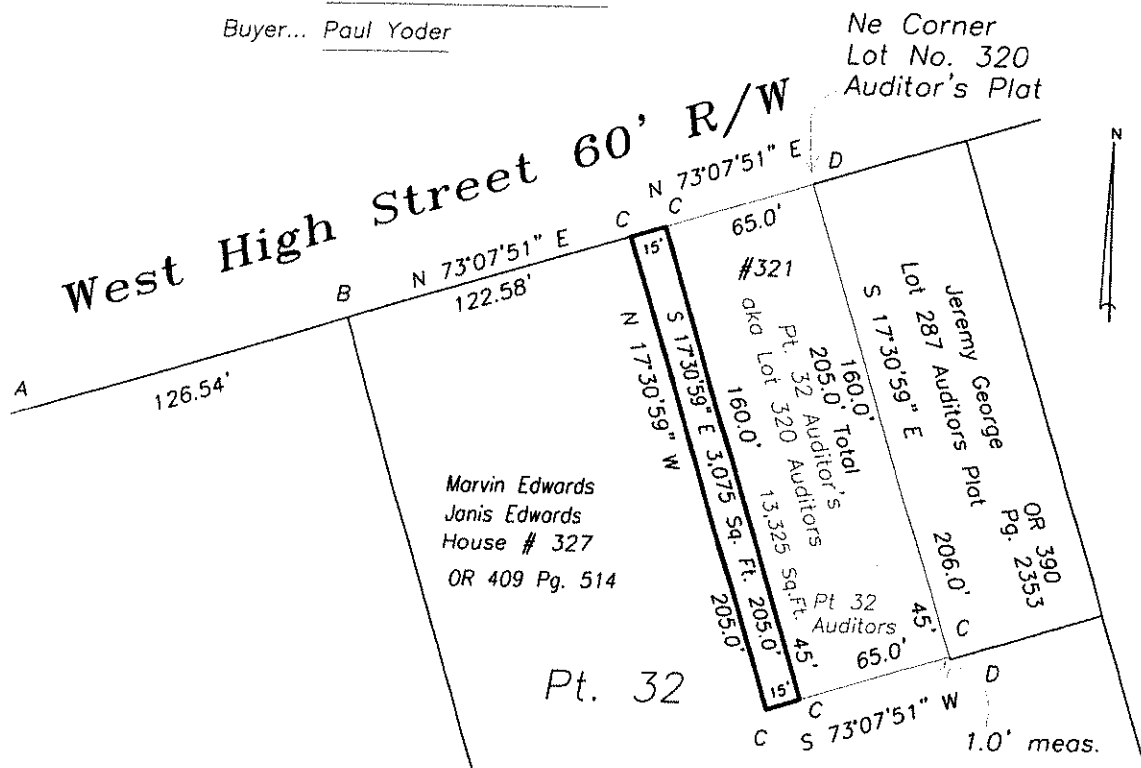 Buyer... Paul Yoder
Ne Corner
Lot No. 320
Auditor's Plat
West High Street 60' R/W
N
N 73°07'51" E
D
C
C
65.0'
15'
N 73°07'51" E
122.58'
B
A
126.54'
#321
aka Lot 320 Auditors
Pt. 32 Auditor's
205.0' Total
160.0'
S 17°30'59" E
Lot 287 Auditors Plat
Jeremy George
OR 390
Pg. 2353
206.0'
N 17°30'59" W
205.0'
S 17°30'59" E 3,075 Sq. Ft. 205.0'
160.0'
13,325 Sq.Ft.
45'
Marvin Edwards
Janis Edwards
House # 327
OR 409 Pg. 514
Pt 32
Auditors
45'
65.0'
C
D
Pt. 32
15'
C
C
S 73°07'51" W
1.0' meas.